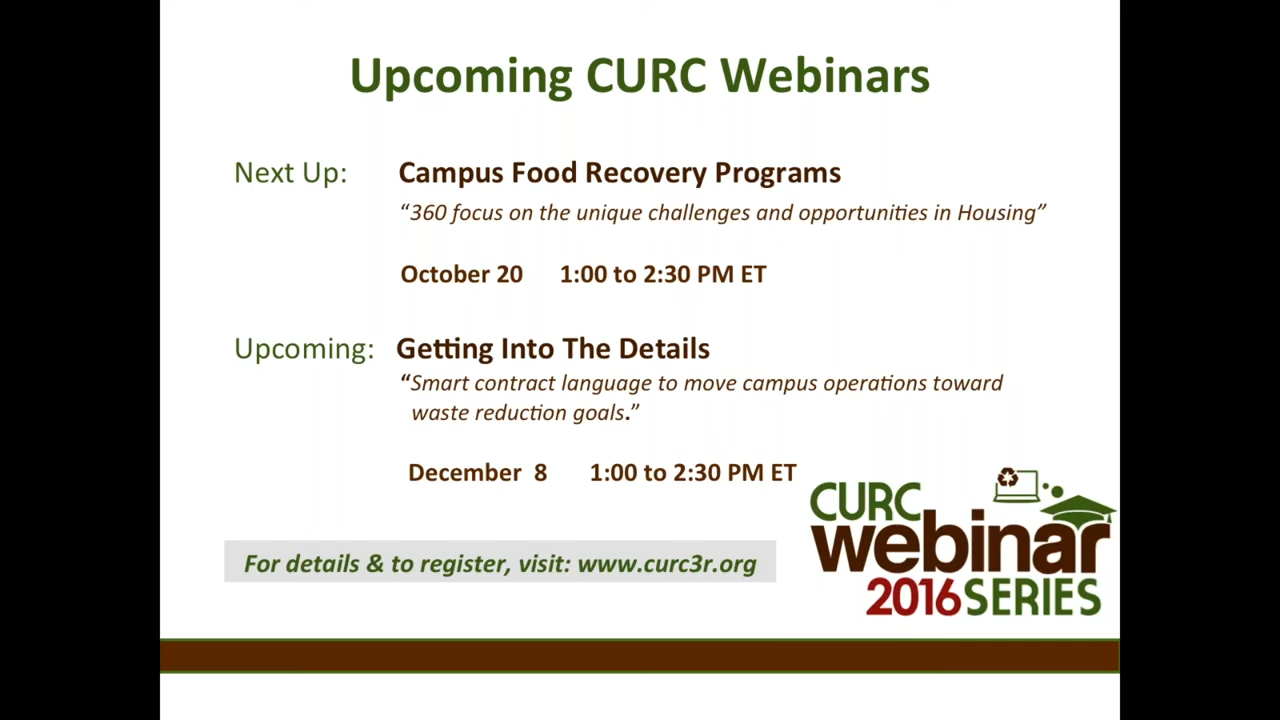 Upcoming CURC Webinars
Next Up: Campus Food Recovery Programs
“360 focus on the unique challenges and opportunities in Housing”
October 20 1:00 to 2:30 PM ET
Upcoming: Getting Into The Details
“Smart contract language to move campus operations toward
waste reduction goals.”
December 8 1:00 to 2:30 PM ET
For details & to register, visit: www.curc3r.org
CURC
webinar
2016 SERIES